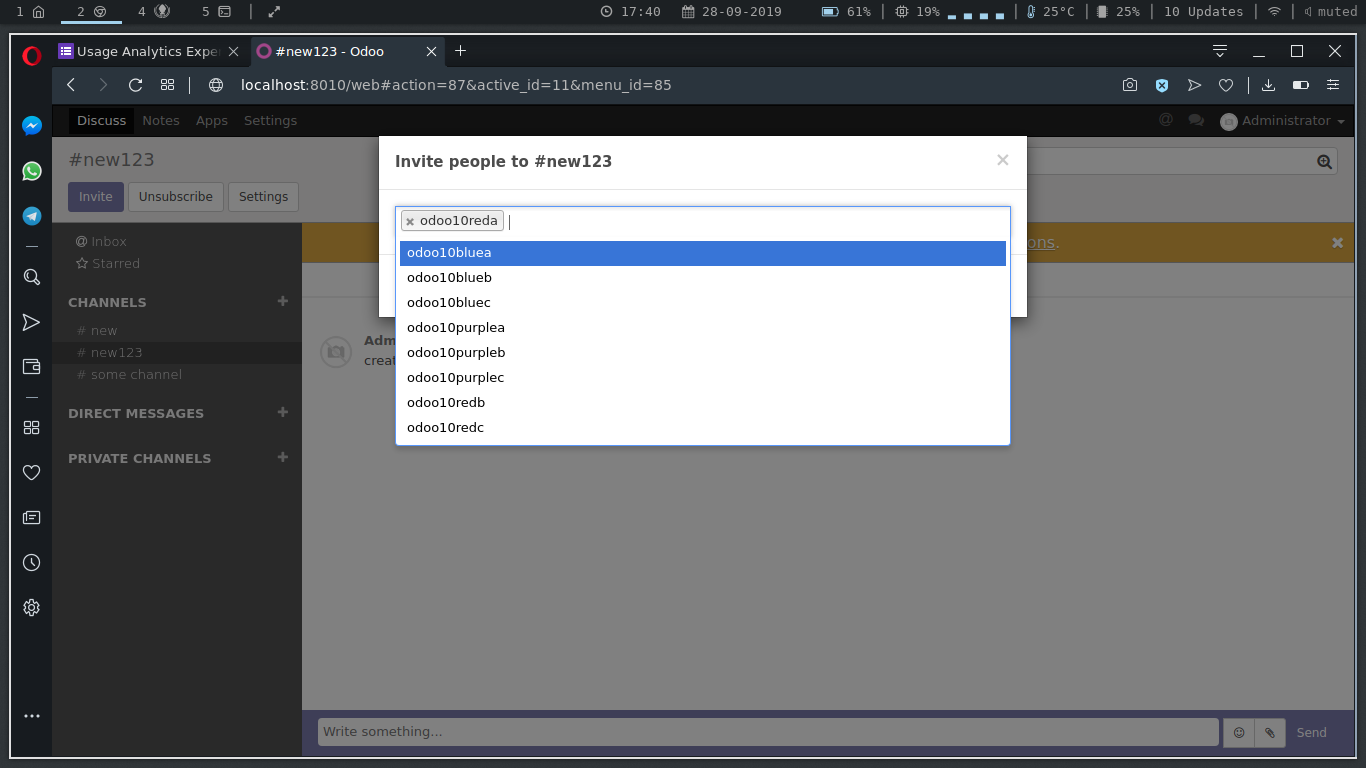 1 2 4 5 17:40 28-09-2019 61% 19% 25°C 25% 10 Updates muted
Usage Analytics Expe #new123 - Odoo
localhost:8010/web#action=87&active_id=11&menu_id=85
Discuss Notes Apps Settings @ Administrator
#new123
Invite people to #new123 ×
Invite Unsubscribe Settings
odoo10reda
@ Inbox
ons.
Starred
odoo10bluea
odoo10blueb
odoo10bluec
odoo10purplea
odoo10purpleb
odoo10purplec
odoo10redb
odoo10redc
CHANNELS +
# new
# new123
# some channel
DIRECT MESSAGES +
PRIVATE CHANNELS +
Adm
crea
Write something... Send